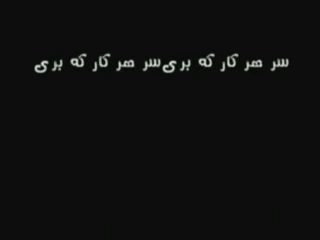 سر هر کار که بری سر هر کار که بری